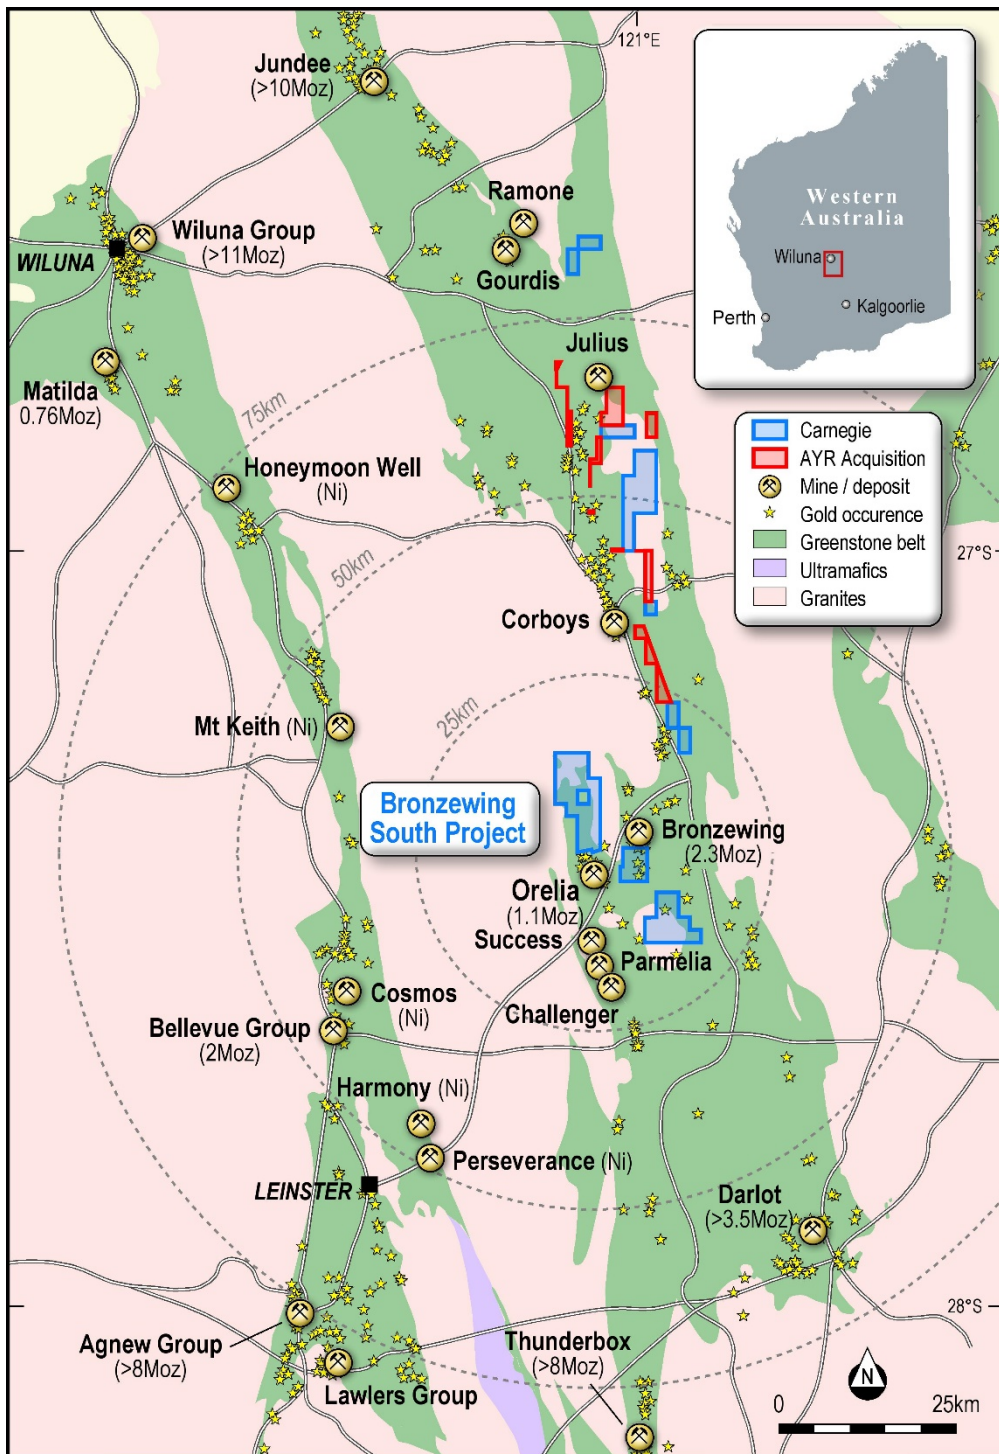 121°E
Jundee
(>10Moz)
Western
Australia
Wiluna
Kalgoorlie
Perth
Ramone
Wiluna Group
(>11Moz)
WILUNA
Gourdis
Julius
Matilda
0.76Moz)
75km
Honeymoon Well
(Ni)
Carnegie
AYR Acquisition
Mine / deposit
Gold occurence
Greenstone belt
Ultramafics
Granites
27°S
50km
Corboys
25km
Mt Keith (Ni)
Bronzewing
South Project
Bronzewing
(2.3Moz)
Orelia
(1.1Moz)
Success
Parmelia
Challenger
Cosmos
(Ni)
Bellevue Group
(2Moz)
Harmony (Ni)
Perseverance (Ni)
LEINSTER
Darlot
(>3.5Moz)
28°S
Agnew Group
(>8Moz)
Thunderbox
(>8Moz)
Lawlers Group
N
0 25km